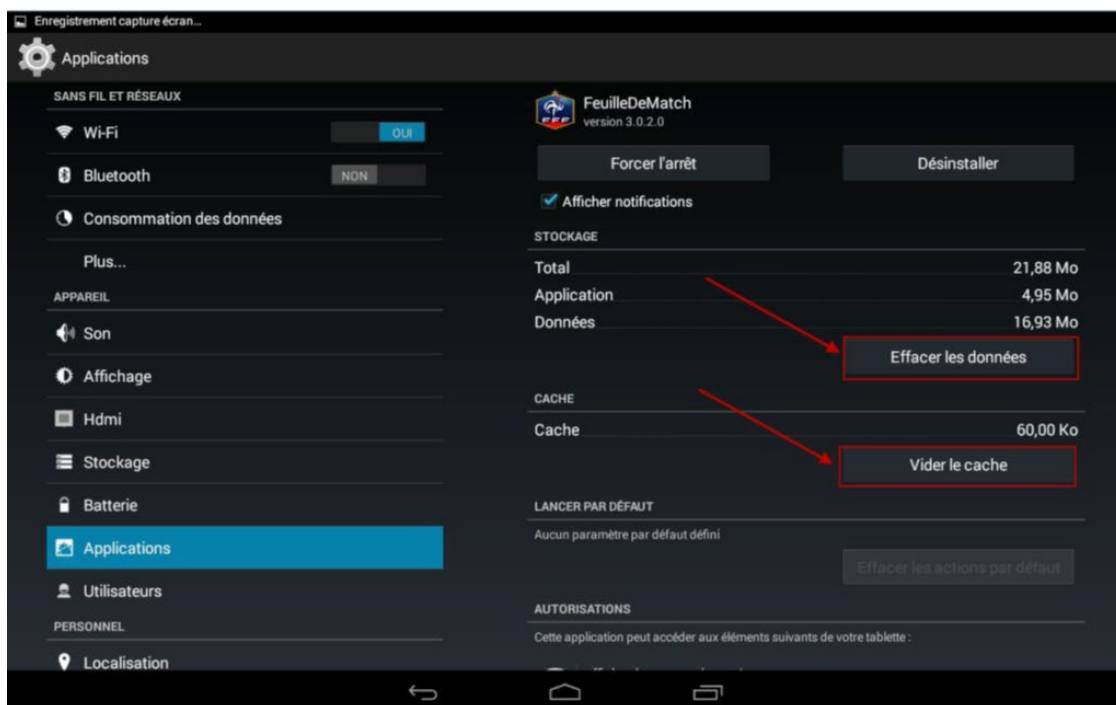 Enregistrement capture écran...
Applications
SANS FIL ET RÉSEAUX
Wi-Fi
OUI
Bluetooth
NON
Consommation des données
Plus...
APPAREIL
Son
Affichage
Hdmi
Stockage
Batterie
Applications
Utilisateurs
PERSONNEL
Localisation
FeuilleDeMatch
version 3.0.2.0
Forcer l'arrêt
Désinstaller
Afficher notifications
STOCKAGE
Total 21,88 Mo
Application 4,95 Mo
Données 16,93 Mo
Effacer les données
CACHE
Cache 60,00 Ko
Vider le cache
LANCER PAR DÉFAUT
Aucun paramètre par défaut défini
Effacer les actions par défaut
AUTORISATIONS
Cette application peut accéder aux éléments suivants de votre tablette :